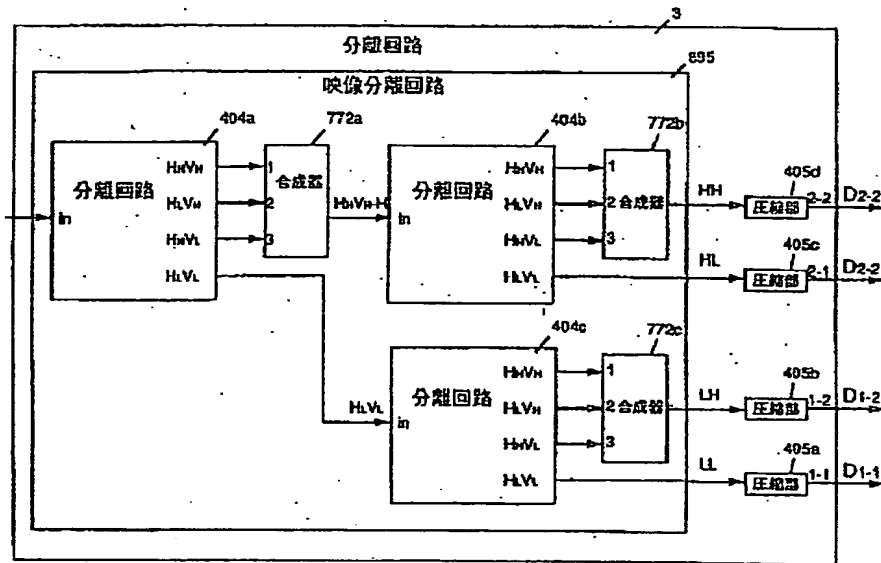 3
分離回路
895
映像分離回路
404a
772a
404b
772b
分離回路
in
HHVH
HLVH
HHVL
HLVL
1
2
3
合成器
HHVH-H
分離回路
in
HHVH
HLVH
HHVL
HLVL
1
2
3
合成器
HH
405d
圧縮部
2-2
D2-2
HL
405c
圧縮部
2-1
D2-2
404c
772c
HLVL
分離回路
in
HHVH
HLVH
HHVL
HLVL
1
2
3
合成器
LH
405b
圧縮部
1-2
D1-2
LL
405a
圧縮部
1-1
D1-1